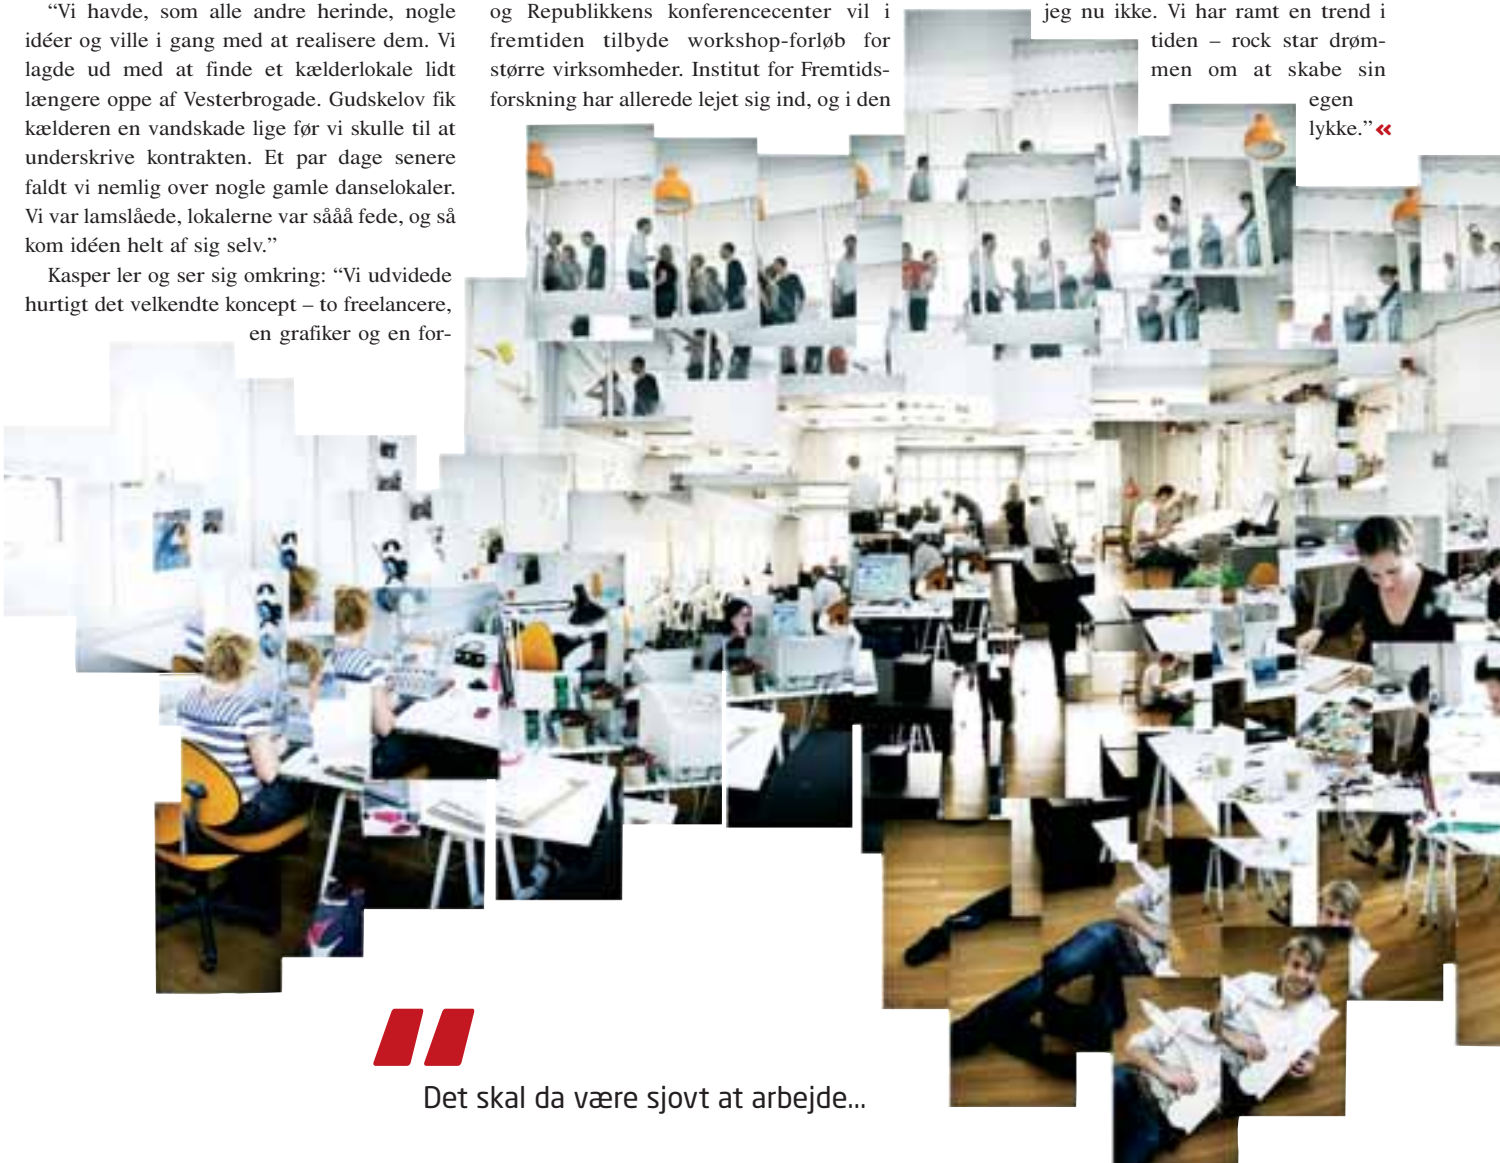 “Vi havde, som alle andre herinde, nogle
idéer og ville i gang med at realisere dem. Vi
lagde ud med at finde et kælderlokale lidt
længere oppe af Vesterbrogade. Gudskelov fik
kælderen en vandskade lige før vi skulle til at
underskrive kontrakten. Et par dage senere
faldt vi nemlig over nogle gamle danselokaler.
Vi var lamslåede, lokalerne var sååå fede, og så
kom idéen helt af sig selv.”
Kasper ler og ser sig omkring: “Vi udvidede
hurtigt det velkendte koncept – to freelancere,
en grafiker og en for-
og Republikkens konferencecenter vil i
fremtiden tilbyde workshop-forløb for
større virksomheder. Institut for Fremtids-
forskning har allerede lejet sig ind, og i den
jeg nu ikke. Vi har ramt en trend i
tiden – rock star drøm-
men om at skabe sin
egen
lykke.” «
Det skal da være sjovt at arbejde...